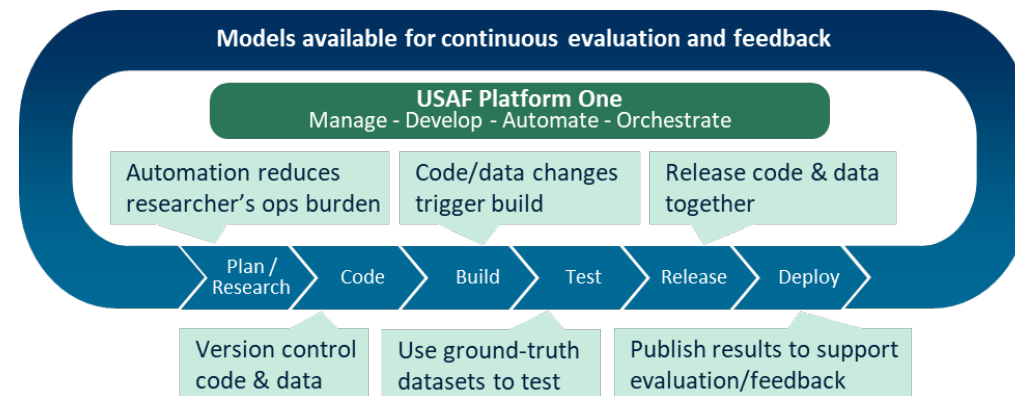 Models available for continuous evaluation and feedback
USAF Platform One
Manage - Develop - Automate - Orchestrate
Automation reduces
researcher's ops burden
Code/data changes
trigger build
Release code & data
together
Plan /
Research
Code
Build
Test
Release
Deploy
Version control
code & data
Use ground-truth
datasets to test
Publish results to support
evaluation/feedback